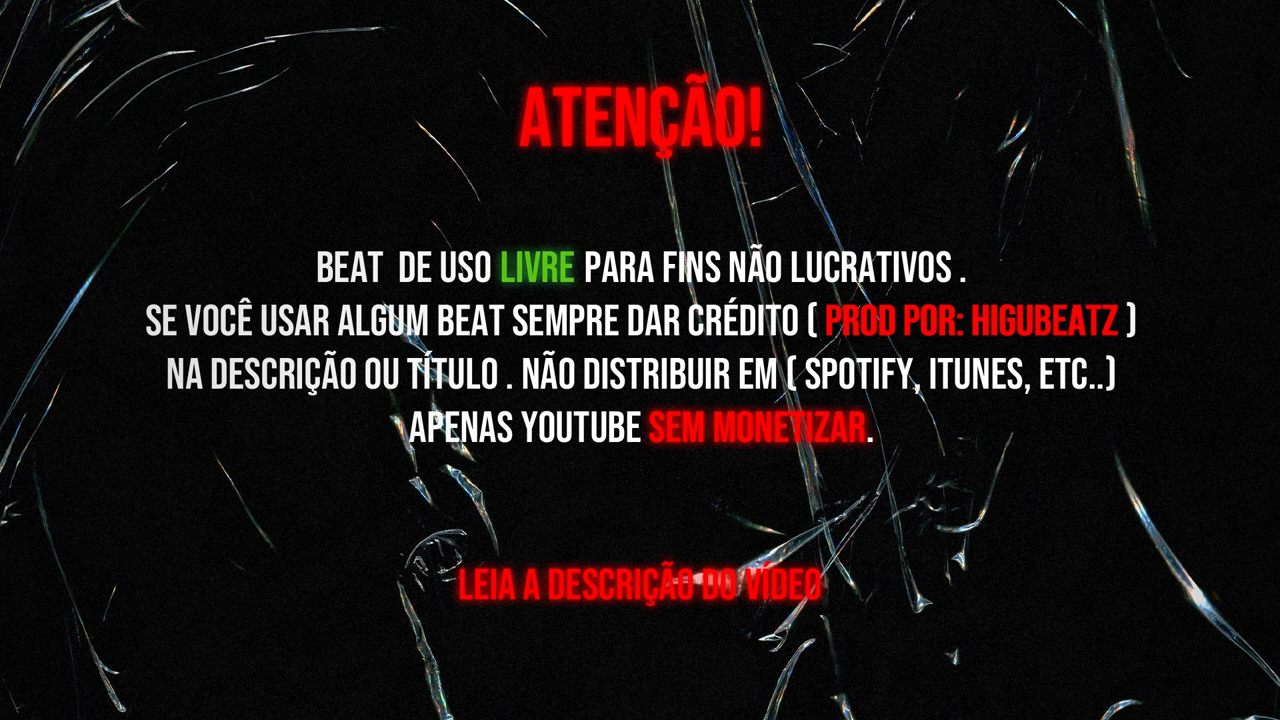 ATENÇÃO!
BEAT DE USO LIVRE PARA FINS NÃO LUCRATIVOS .
SE VOCÊ USAR ALGUM BEAT SEMPRE DAR CRÉDITO ( PROD POR: HIGUBEATZ )
NA DESCRIÇÃO OU TÍTULO . NÃO DISTRIBUIR EM ( SPOTIFY, ITUNES, ETC..)
APENAS YOUTUBE SEM MONETIZAR.
LEIA A DESCRIÇÃO DO VÍDEO